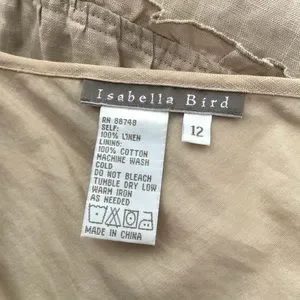 Isabella Bird
12
RN 88748
SELF:
100% LINEN
LINING:
100% COTTON
MACHINE WASH
COLD
DO NOT BLEACH
TUMBLE DRY LOW
WARM IRON
AS NEEDED
MADE IN CHINA